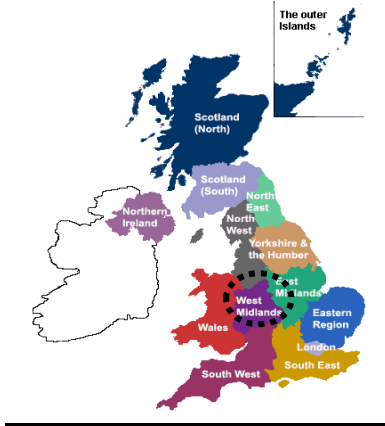 The outer
Islands
Scotland
(North)
Scotland
(South)
North
East
Northern
Ireland
North
West
Yorkshire &
the Humber
East
Midlands
West
Midlands
Eastern
Region
Wales
London
South West
South East